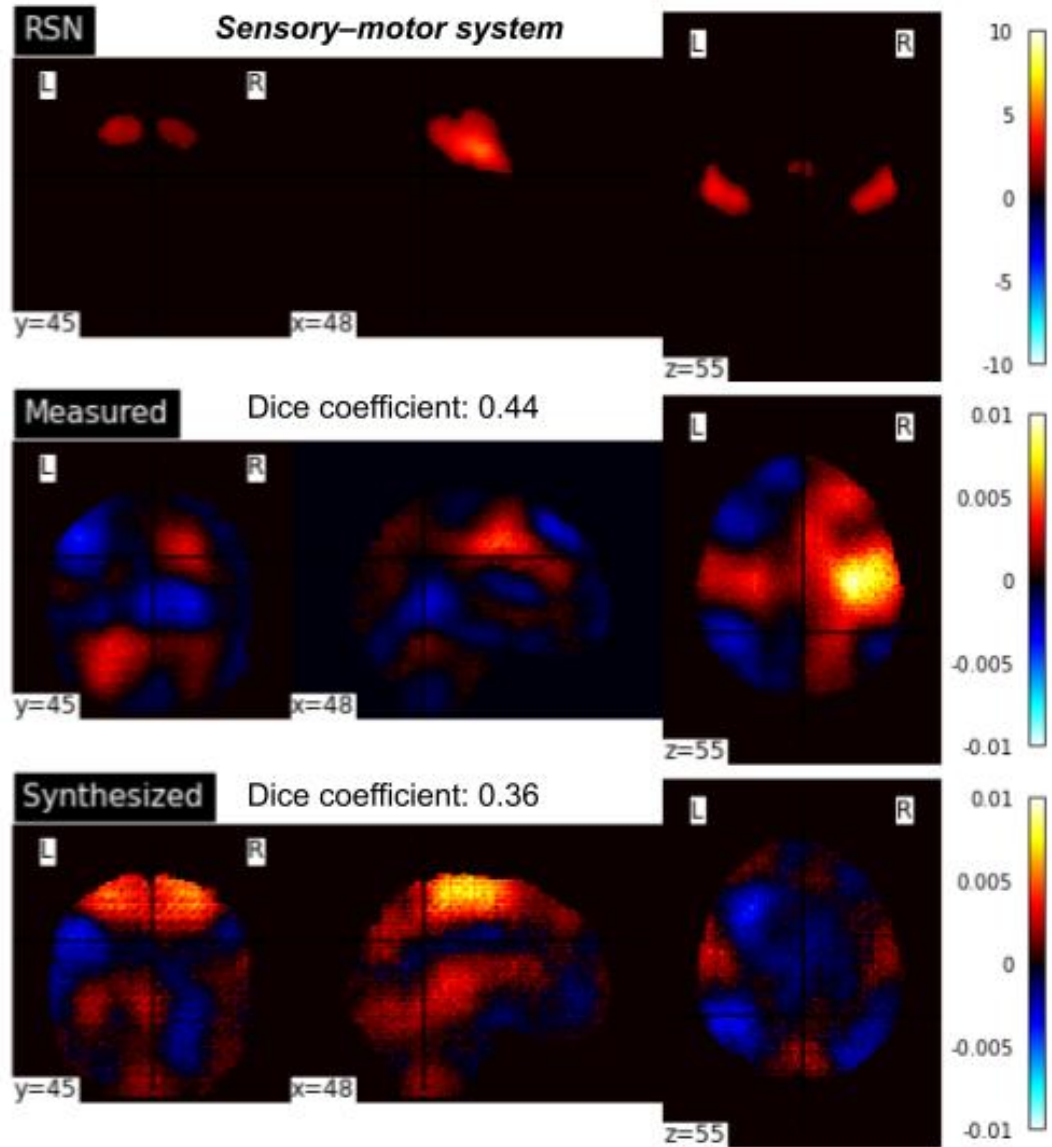 RSN
Sensory–motor system
L R L R
y=45 x=48 z=55
10
5
0
-5
-10
Measured
Dice coefficient: 0.44
L R L R
y=45 x=48 z=55
0.01
0.005
0
-0.005
-0.01
Synthesized
Dice coefficient: 0.36
L R L R
y=45 x=48 z=55
0.01
0.005
0
-0.005
-0.01